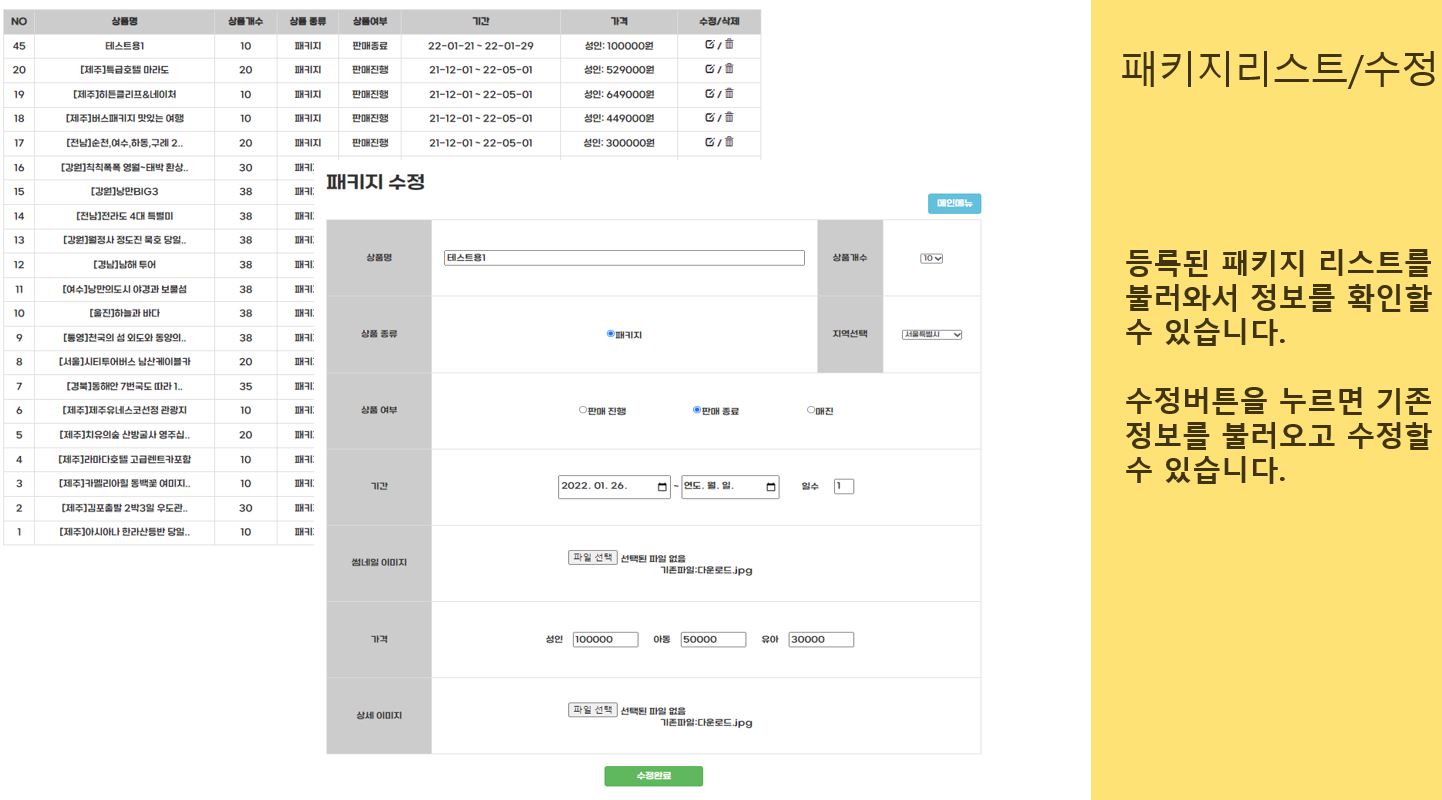 NO 상품명 상품개수 상품 종류 상품여부 기간 가격 수정/삭제
45 테스트용1 10 패키지 판매종료 22-01-21 ~ 22-01-29 성인: 100000원 /
20 [제주]특급호텔 마라도 20 패키지 판매진행 21-12-01 ~ 22-05-01 성인: 529000원 /
19 [제주]히든클리프&네이처 10 패키지 판매진행 21-12-01 ~ 22-05-01 성인: 649000원 /
18 [제주]버스패키지 맛있는 여행 10 패키지 판매진행 21-12-01 ~ 22-05-01 성인: 449000원 /
17 [전남]순천,여수,하동,구례 2.. 20 패키지 판매진행 21-12-01 ~ 22-05-01 성인: 300000원 /
16 [강원]칙칙폭폭 영월~태박 환상.. 30 패키
15 [강원]낭만BIG3 38 패키
14 [전남]전라도 4대 특별미 38 패키
13 [강원]월정사 정도진 묵호 당일.. 38 패키
12 [경남]남해 투어 38 패키
11 [여수]낭만의도시 야경과 보물섬 38 패키
10 [울진]하늘과 바다 38 패키
9 [통영]천국의 섬 외도와 동양의.. 38 패키
8 [서울]시티투어버스 남산케이블카 20 패키
7 [경북]동해안 7번국도 따라 1.. 35 패키
6 [제주]제주유네스코선정 관광지 10 패키
5 [제주]치유의숲 산방굴사 영주십.. 20 패키
4 [제주]라마다호텔 고급렌트카포함 10 패키
3 [제주]카멜리아힐 동백꽃 여미지.. 10 패키
2 [제주]김포출발 2박3일 우도관.. 30 패키
1 [제주]아시아나 한라산등반 당일.. 10 패키
패키지 수정
메인메뉴
상품명 테스트용1 상품개수 10
상품 종류 패키지 지역선택 서울특별시
상품 여부 판매 진행 판매 종료 매진
기간 2022. 01. 26. ~ 연도. 월. 일. 일수 1
썸네일 이미지 파일 선택 선택된 파일 없음
기존파일:다운로드.jpg
가격 성인 100000 아동 50000 유아 30000
상세 이미지 파일 선택 선택된 파일 없음
기존파일:다운로드.jpg
수정완료
패키지리스트/수정
등록된 패키지 리스트를
불러와서 정보를 확인할
수 있습니다.
수정버튼을 누르면 기존
정보를 불러오고 수정할
수 있습니다.